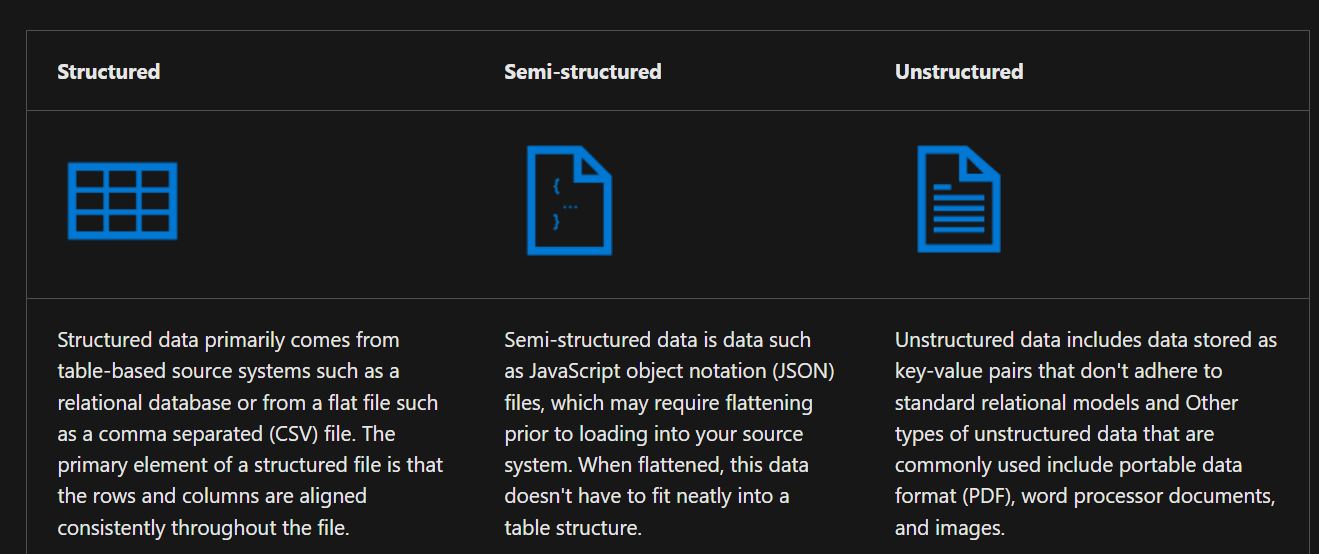 Structured
Semi-structured
Unstructured
{
...
}
Structured data primarily comes from
table-based source systems such as a
relational database or from a flat file such
as a comma separated (CSV) file. The
primary element of a structured file is that
the rows and columns are aligned
consistently throughout the file.
Semi-structured data is data such
as JavaScript object notation (JSON)
files, which may require flattening
prior to loading into your source
system. When flattened, this data
doesn't have to fit neatly into a
table structure.
Unstructured data includes data stored as
key-value pairs that don't adhere to
standard relational models and Other
types of unstructured data that are
commonly used include portable data
format (PDF), word processor documents,
and images.